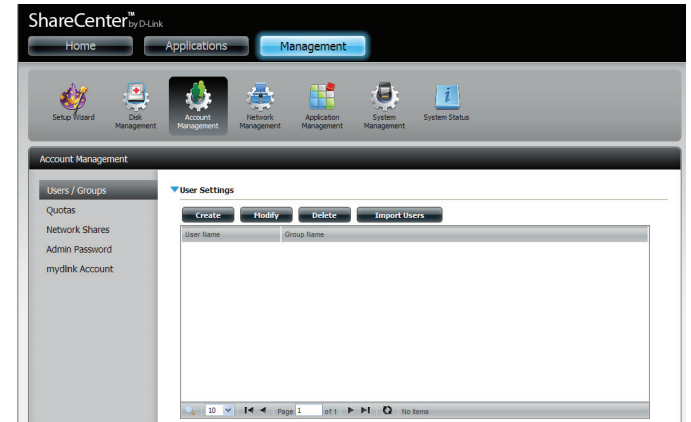 ShareCenter™ by D-Link
Home Applications Management
Setup Wizard Disk Management Account Management Network Management Application Management System Management System Status
Account Management
Users / Groups
Quotas
Network Shares
Admin Password
mydlink Account
User Settings
Create Modify Delete Import Users
User Name Group Name
10 Page 1 of 1 No items